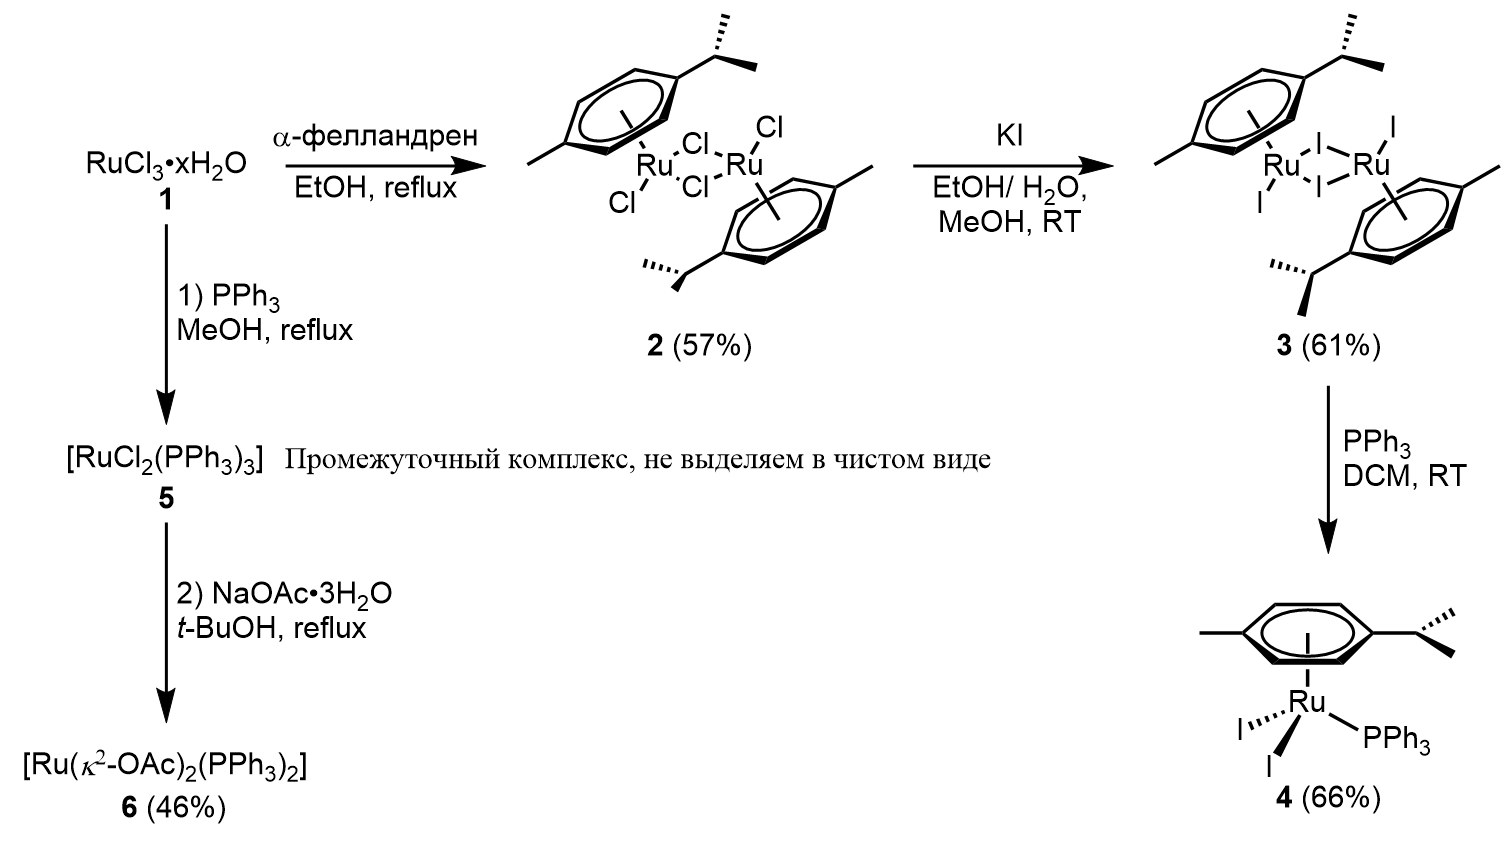 α-фелландрен
RuCl3•xH2O
1
EtOH, reflux
Cl
Cl
Ru
Ru
Cl
Cl
2 (57%)
KI
EtOH/ H2O,
MeOH, RT
I
I
Ru
Ru
I
I
3 (61%)
1) PPh3
MeOH, reflux
[RuCl2(PPh3)3] Промежуточный комплекс, не выделяем в чистом виде
5
PPh3
DCM, RT
2) NaOAc•3H2O
t-BuOH, reflux
Ru
I
I
PPh3
4 (66%)
[Ru(κ2-OAc)2(PPh3)2]
6 (46%)